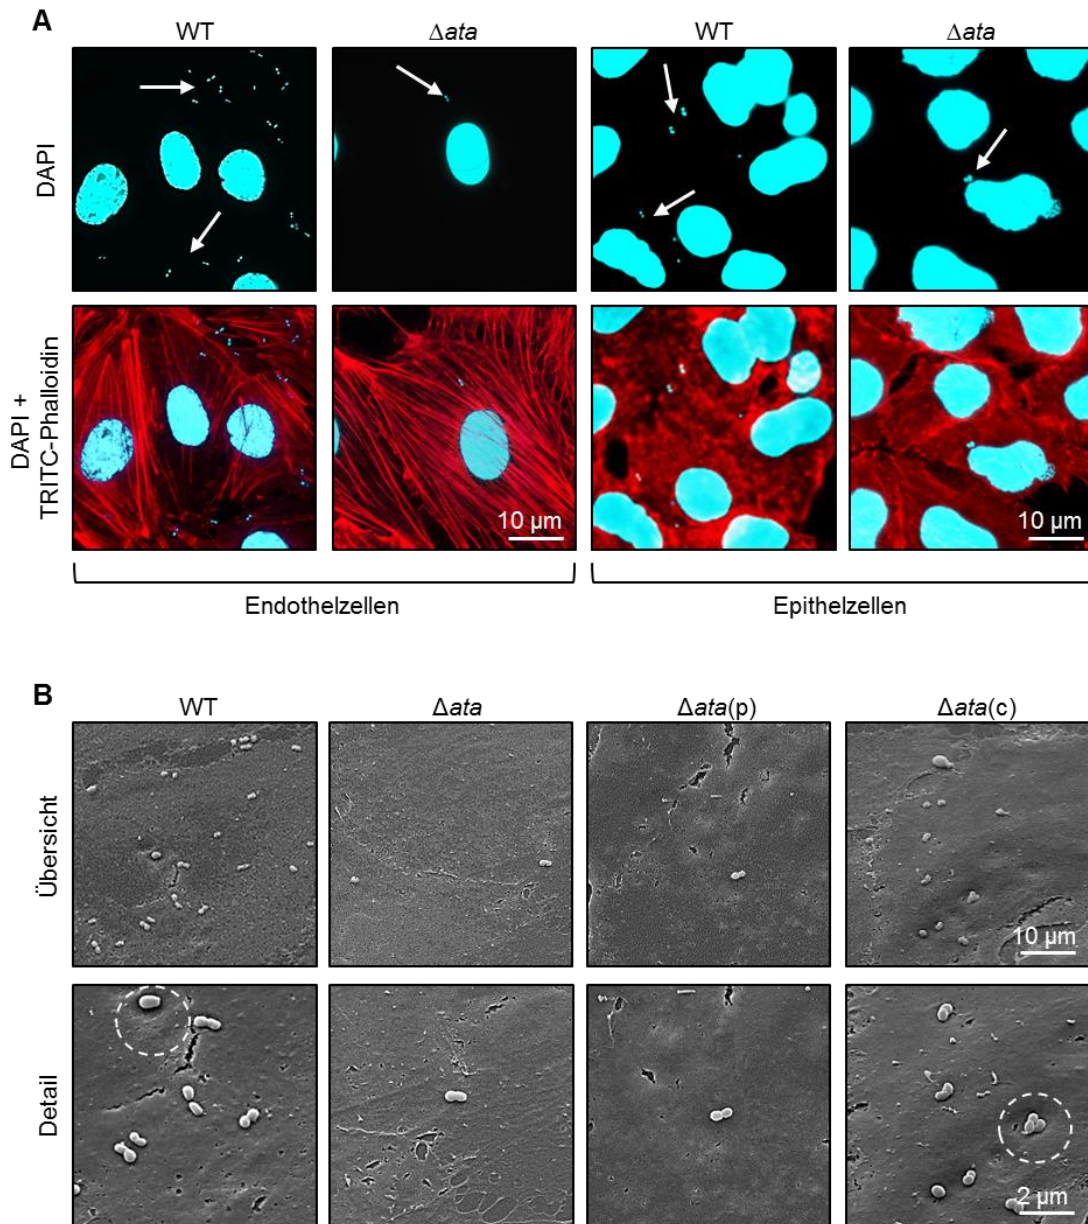 A
WT
Δata
WT
Δata
DAPI
DAPI +
TRITC-Phalloidin
10 µm
10 µm
Endothelzellen
Epithelzellen
B
WT
Δata
Δata(p)
Δata(c)
Übersicht
10 µm
Detail
2 µm